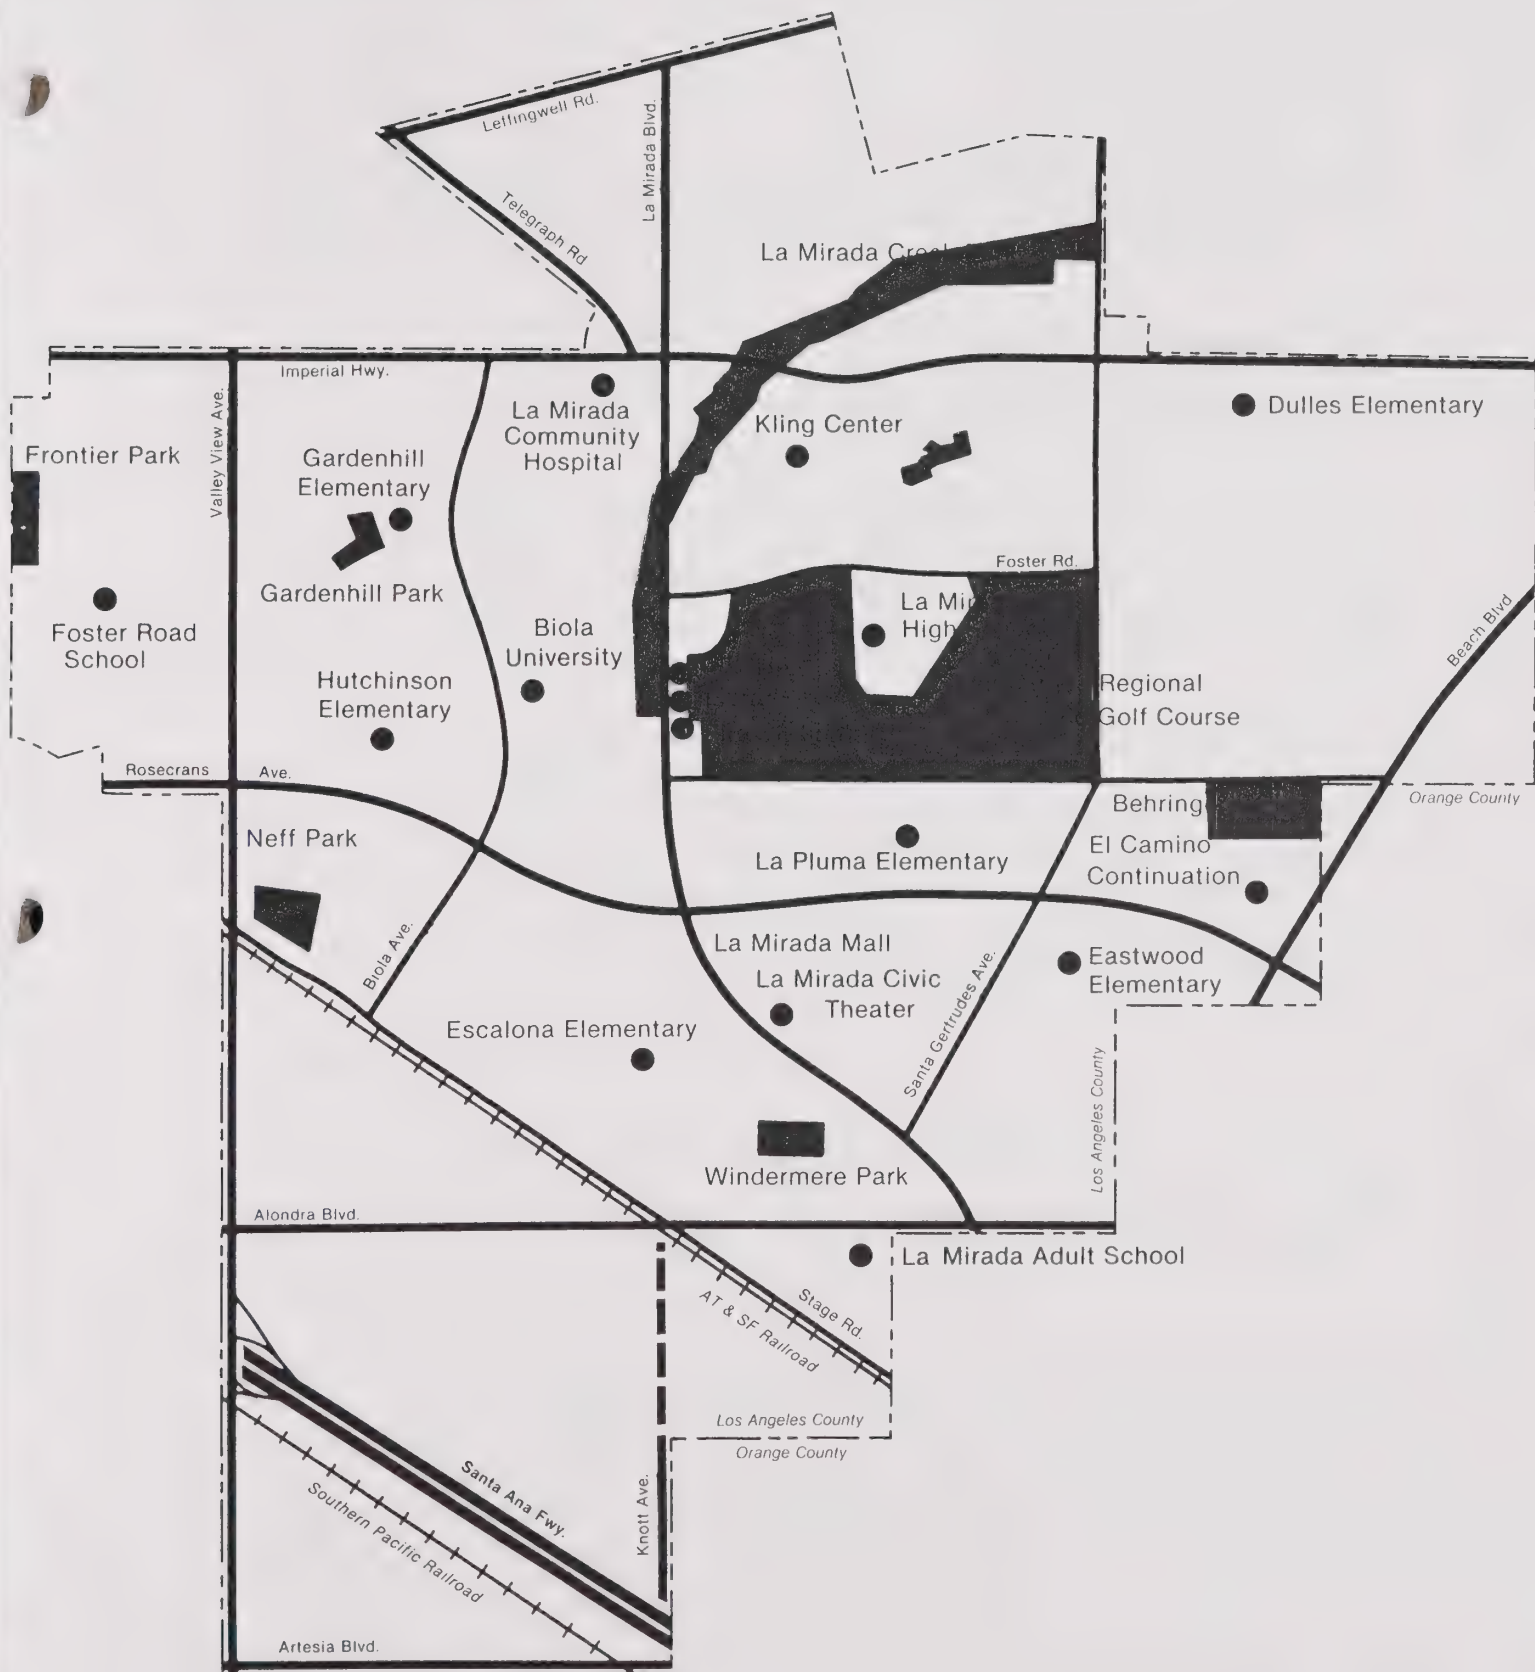 Leffingwell Rd.
La Mirada Blvd.
Telegraph Rd
La Mirada
Imperial Hwy.
Valley View Ave.
La Mirada
Community
Hospital
Kling Center
Dulles Elementary
Frontier Park
Gardenhill
Elementary
Gardenhill Park
Foster Rd.
Foster Road
School
Biola
University
La
High
Beach Blvd
Hutchinson
Elementary
Regional
Golf Course
Rosecrans Ave.
Behring
Orange County
Neff Park
La Pluma Elementary
El Camino
Continuation
Biola Ave.
La Mirada Mall
La Mirada Civic
Theater
Santa Gertrudes Ave.
Eastwood
Elementary
Escalona Elementary
Los Angeles County
Windermere Park
Alondra Blvd.
La Mirada Adult School
Stage Rd.
AT & SF Railroad
Los Angeles County
Orange County
Santa Ana Fwy.
Southern Pacific Railroad
Knott Ave.
Artesia Blvd.